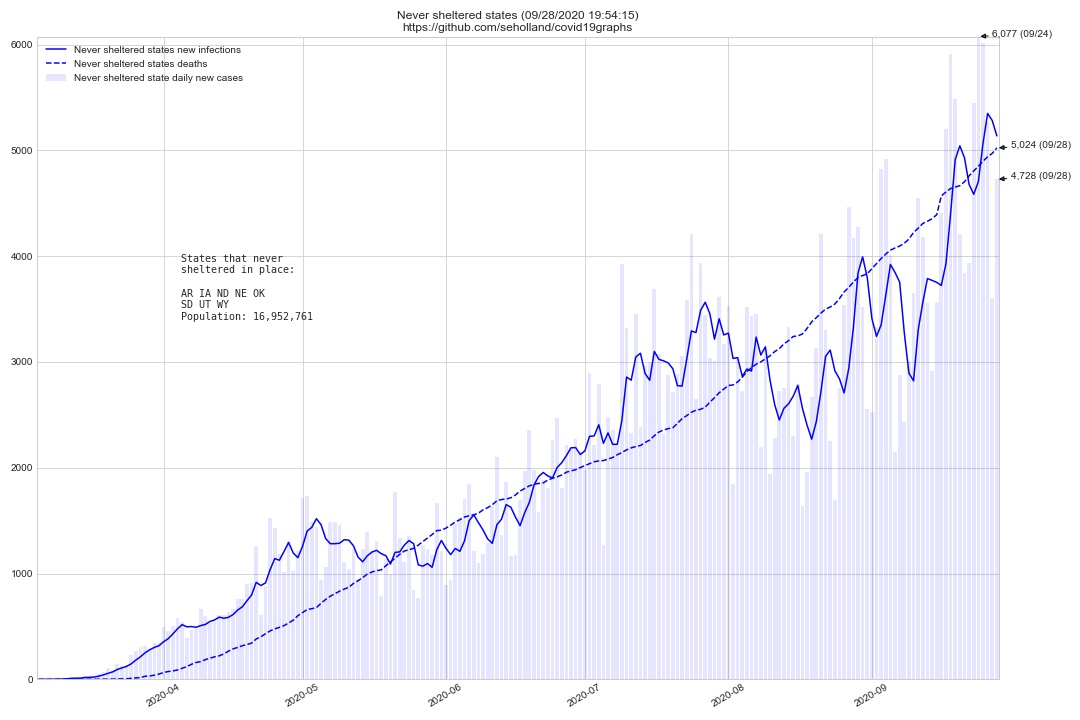 Never sheltered states (09/28/2020 19:54:15)
https://github.com/seholland/covid19graphs
6,077 (09/24)
6000
Never sheltered states new infections
Never sheltered states deaths
Never sheltered state daily new cases
5000
5,024 (09/28)
4,728 (09/28)
4000
States that never
sheltered in place:
AR IA ND NE OK
SD UT WY
Population: 16,952,761
3000
2000
1000
0
2020-04
2020-05
2020-06
2020-07
2020-08
2020-09